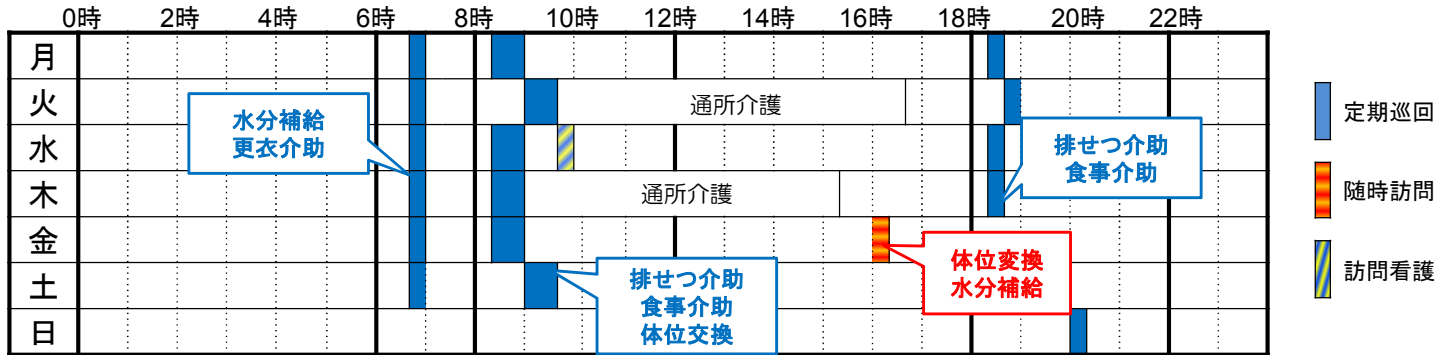 0時 2時 4時 6時 8時 10時 12時 14時 16時 18時 20時 22時
月
火
通所介護
水
木
通所介護
金
土
日
水分補給
更衣介助
排せつ介助
食事介助
体位変換
水分補給
排せつ介助
食事介助
体位交換
定期巡回
随時訪問
訪問看護